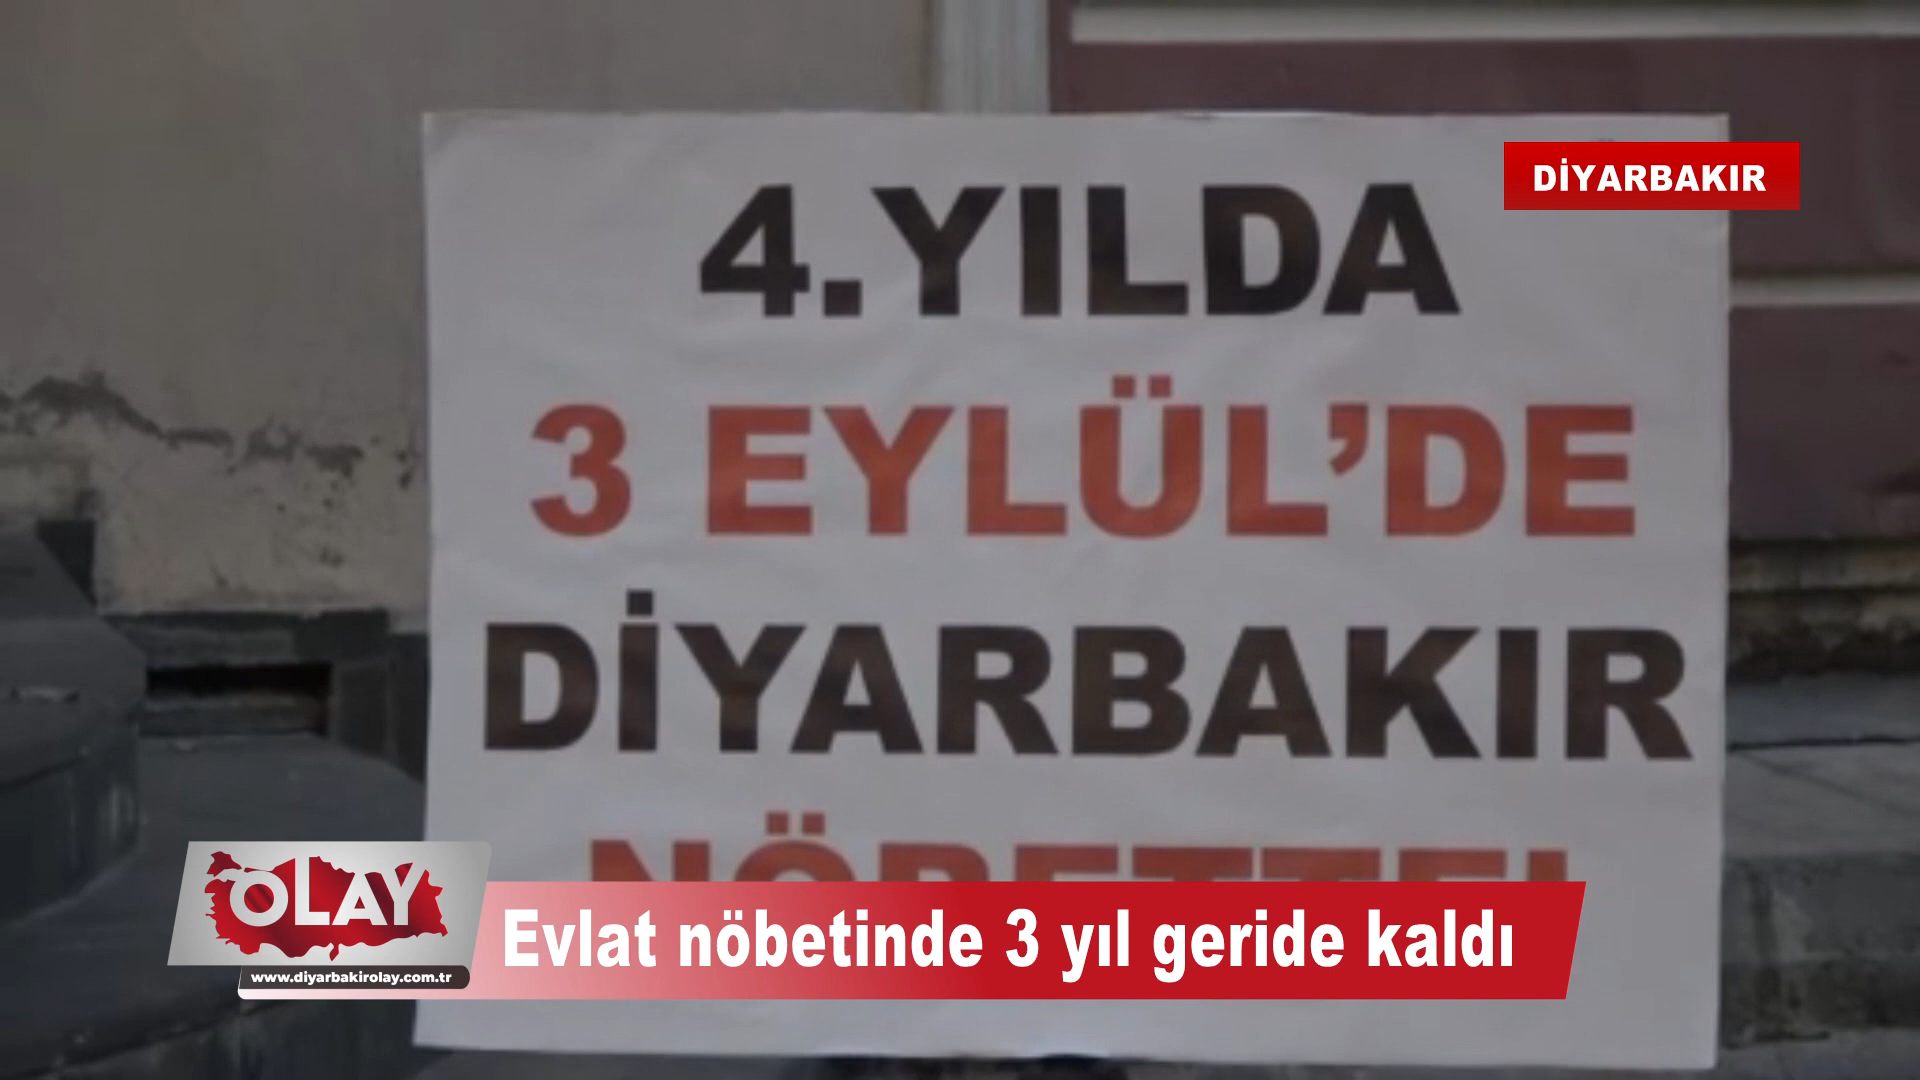 DİYARBAKIR
4.YILDA
3 EYLÜL'DE
DİYARBAKIR
OLAY
www.diyarbakirolay.com.tr
Evlat nöbetinde 3 yıl geride kaldı